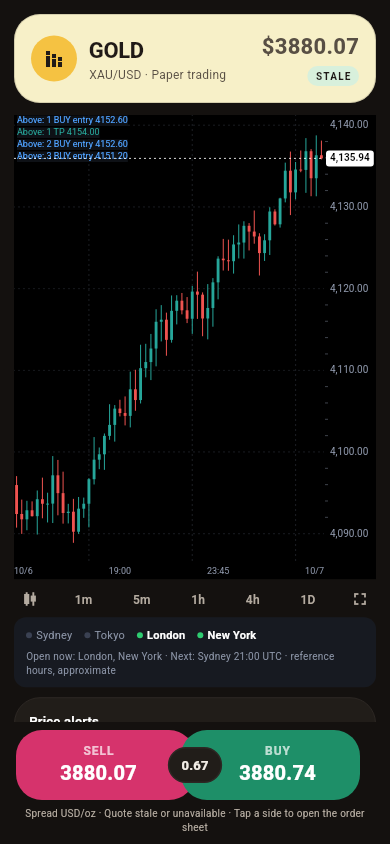 GOLD
$3880.07
XAU/USD · Paper trading
STALE
Above: 1 BUY entry 4152.60
Above: 1 TP 4154.00
Above: 2 BUY entry 4152.60
Above: 3 BUY entry 4151.20
4,140.00
4,135.94
4,130.00
4,120.00
4,110.00
4,100.00
4,090.00
10/6 19:00 23:45 10/7
1m 5m 1h 4h 1D
Sydney Tokyo London New York
Open now: London, New York · Next: Sydney 21:00 UTC · reference
hours, approximate
Price alerts
SELL BUY
3880.07 0.67 3880.74
Spread USD/oz · Quote stale or unavailable · Tap a side to open the order
sheet